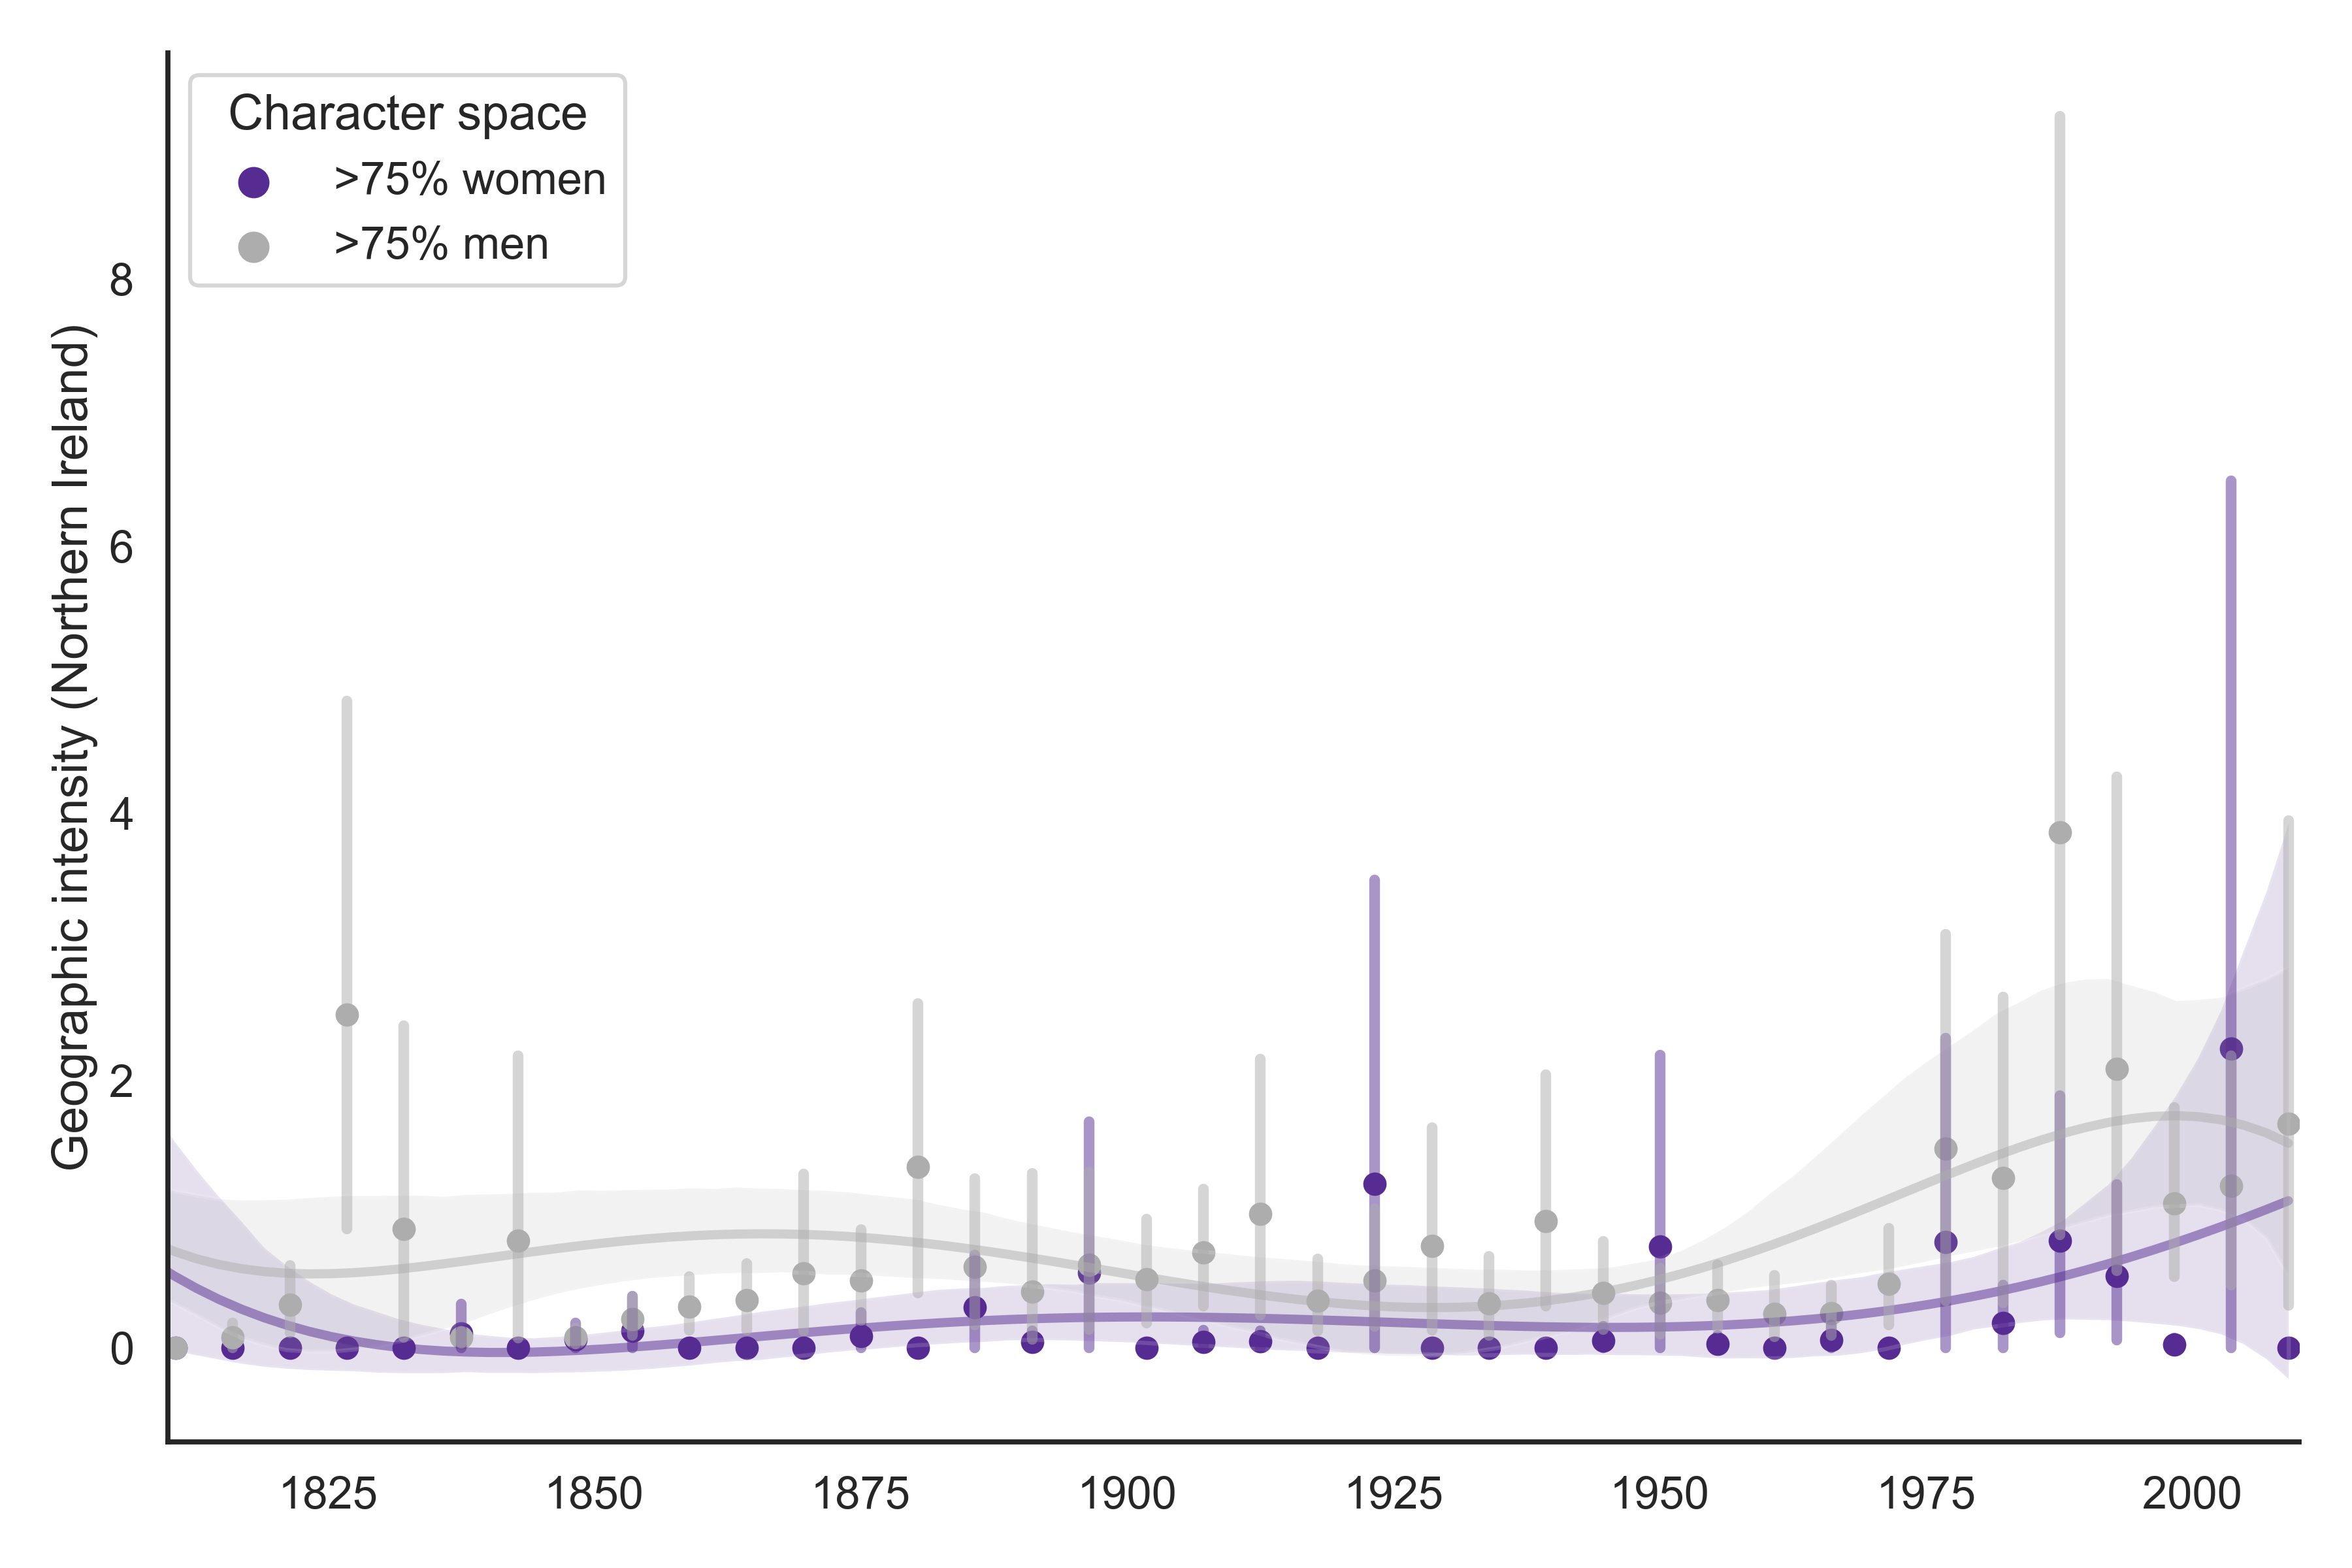 Character space
>75% women
>75% men
Geographic intensity (Northern Ireland)
8
6
4
2
0
1825 1850 1875 1900 1925 1950 1975 2000